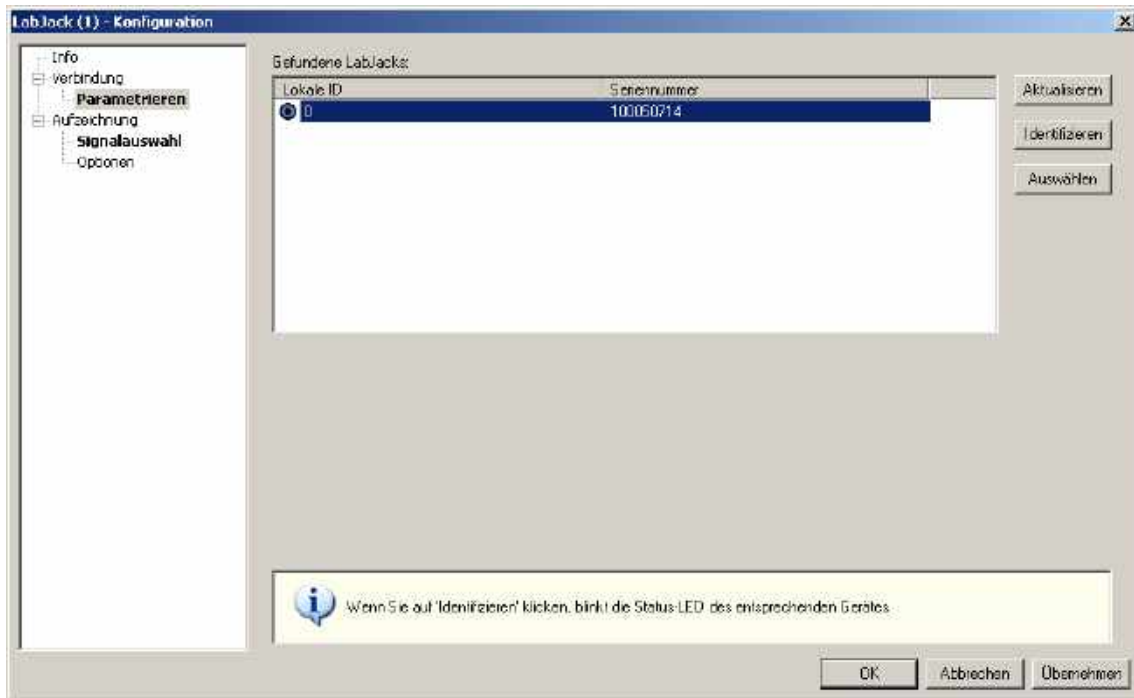 LabJack (1) - Konfiguration
Info
Verbindung
Parametrieren
Aufzeichnung
Signalauswahl
Optionen
Gefundene LabJacks:
Lokale ID Seriennummer
0 100050714
Aktualisieren
Identifizieren
Auswählen
Wenn Sie auf 'Identifizieren' klicken, blinkt die Status-LED des entsprechenden Gerätes
OK Abbrechen Übernehmen